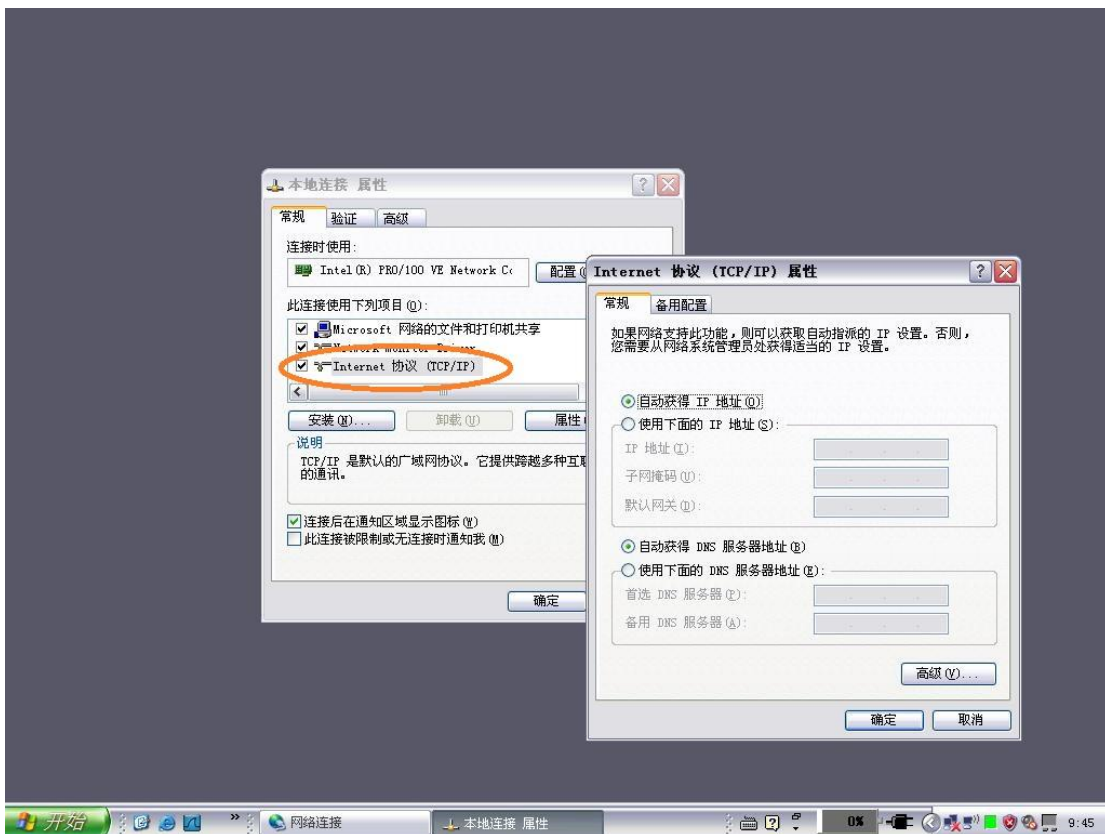 本地连接 属性
常规
验证
高级
连接时使用:
Intel(R) PRO/100 VE Network Co
配置(
此连接使用下列项目(O):
Microsoft 网络的文件和打印机共享
Network Monitor Driver
Internet 协议 (TCP/IP)
安装(N)...
卸载(U)
属性
说明
TCP/IP 是默认的广域网协议。它提供跨越多种互联
的通讯。
连接后在通知区域显示图标(W)
此连接被限制或无连接时通知我(M)
确定
Internet 协议 (TCP/IP) 属性
常规
备用配置
如果网络支持此功能,则可以获取自动指派的 IP 设置。否则,
您需要从网络系统管理员处获得适当的 IP 设置。
自动获得 IP 地址(O)
使用下面的 IP 地址(S):
IP 地址(I):
子网掩码(U):
默认网关(D):
自动获得 DNS 服务器地址(B)
使用下面的 DNS 服务器地址(E):
首选 DNS 服务器(P):
备用 DNS 服务器(A):
高级(V)...
确定
取消
开始
网络连接
本地连接 属性
0%
9:45